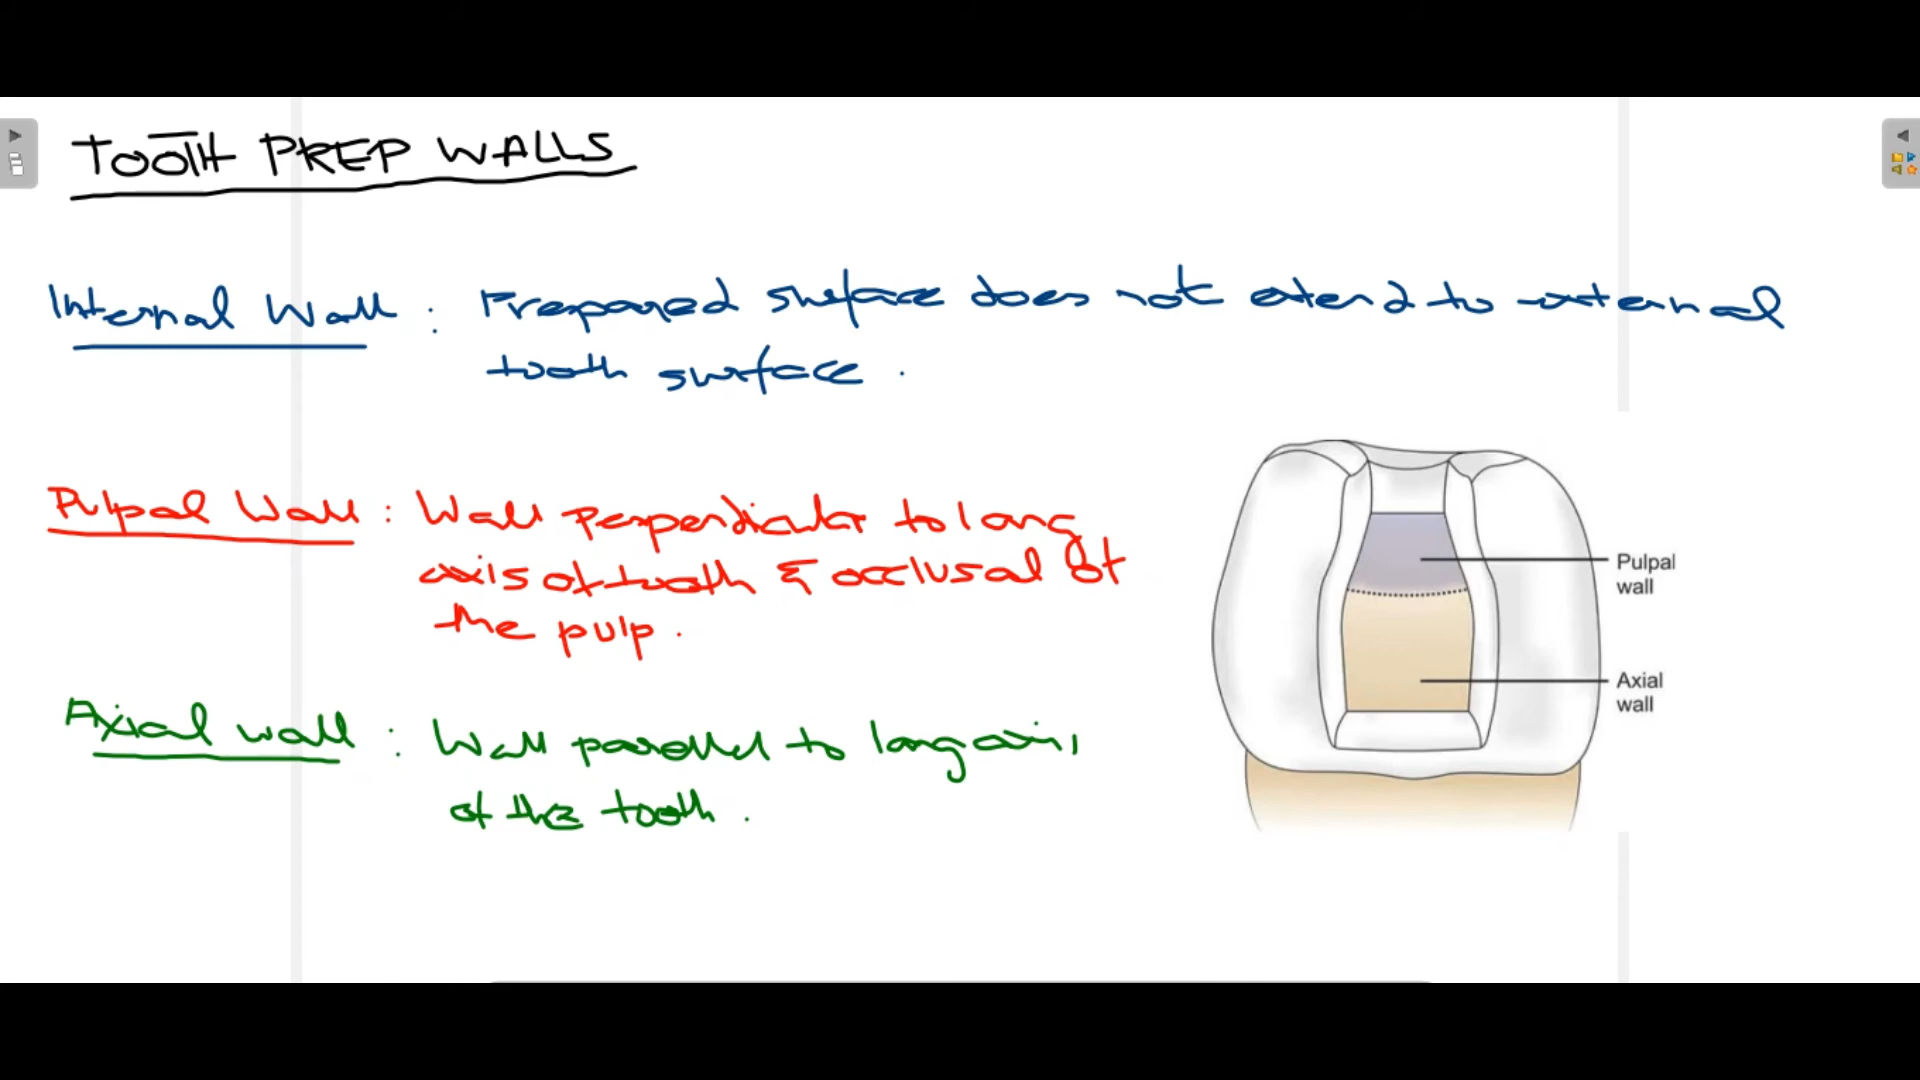 TOOTH PREP WALLS
Internal Wall : Prepared surface does not extend to external
tooth surface .
Pulpal Wall : Wall perpendicular to long
axis of tooth & occlusal of
the pulp .
Axial wall : Wall parallel to long axis
of the tooth .
Pulpal
wall
Axial
wall